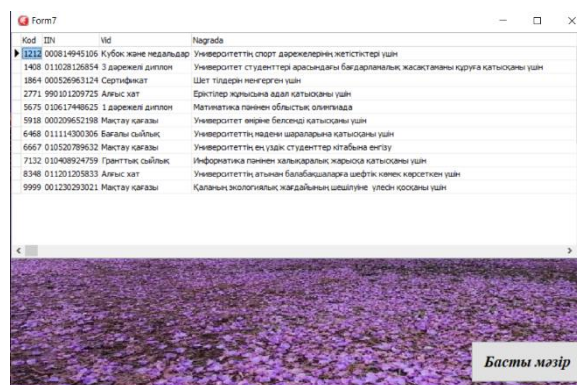 Form7
Kod IIN Vid Nagrada
1212 000814945106 Кубок және медальдар Университеттің спорт дәрежелерінің жетістіктері үшін
1408 011028126854 3 дәрежелі диплом Университет студенттері арасындағы бағдарламалық жасақтаманы құруға қатысқаны үшін
1864 000526963124 Сертификат Шет тілдерін меңгерген үшін
2771 990101209725 Алғыс хат Еріктілер жұмысына адал қатысқаны үшін
5675 010617448625 1 дәрежелі диплом Матиматика пәнінен облыстық олимпиада
5918 000209652198 Мақтау қағазы Университет өміріне белсенді қатысқаны үшін
6468 011114300306 Бағалы сыйлық Университеттің мәдени шараларына қатысқаны үшін
6667 010520789632 Мақтау қағазы Университеттің ең үздік студенттер кітабына енгізу
7132 010408924759 Гранттық сыйлық Информатика пәнінен халықаралық жарысқа қатысқаны үшін
8348 011201205833 Алғыс хат Университеттің атынан балабақшаларға шефтік көмек көрсеткен үшін
9999 001230293021 Мақтау қағазы Қаланың экологиялық жағдайының шешілуіне үлесін қосқаны үшін
Басты мәзір